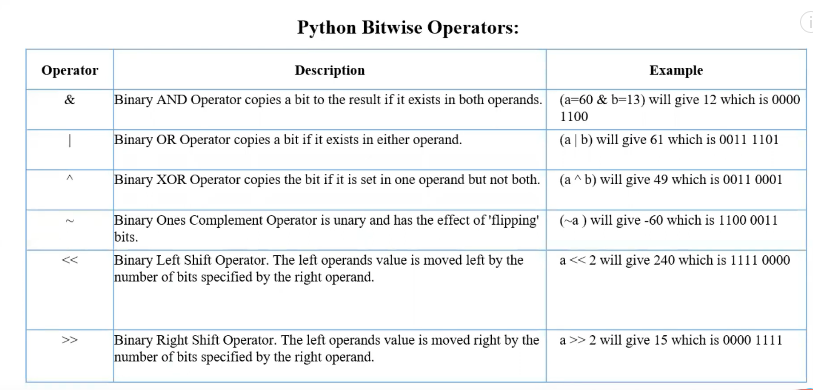 Python Bitwise Operators:
Operator Description Example
& Binary AND Operator copies a bit to the result if it exists in both operands. (a=60 & b=13) will give 12 which is 0000
1100
| Binary OR Operator copies a bit if it exists in either operand. (a | b) will give 61 which is 0011 1101
^ Binary XOR Operator copies the bit if it is set in one operand but not both. (a ^ b) will give 49 which is 0011 0001
~ Binary Ones Complement Operator is unary and has the effect of 'flipping' (~a ) will give -60 which is 1100 0011
bits.
<< Binary Left Shift Operator. The left operands value is moved left by the a << 2 will give 240 which is 1111 0000
number of bits specified by the right operand.
>> Binary Right Shift Operator. The left operands value is moved right by the a >> 2 will give 15 which is 0000 1111
number of bits specified by the right operand.